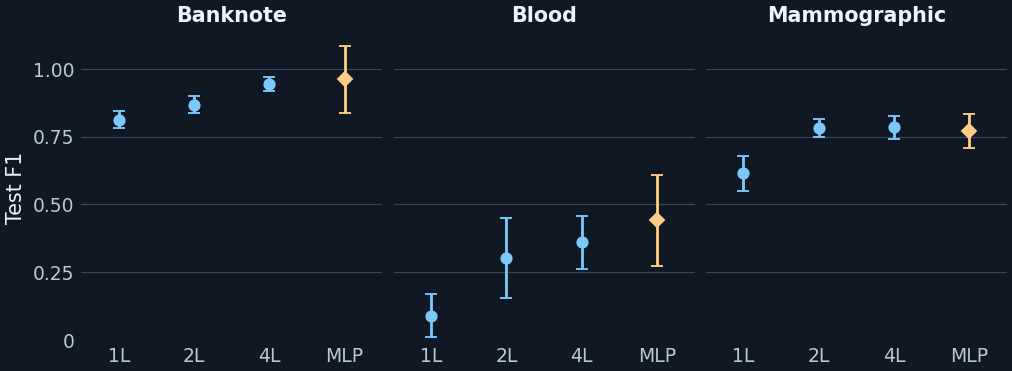 Banknote Blood Mammographic
Test F1
1.00
0.75
0.50
0.25
0
1L 2L 4L MLP 1L 2L 4L MLP 1L 2L 4L MLP